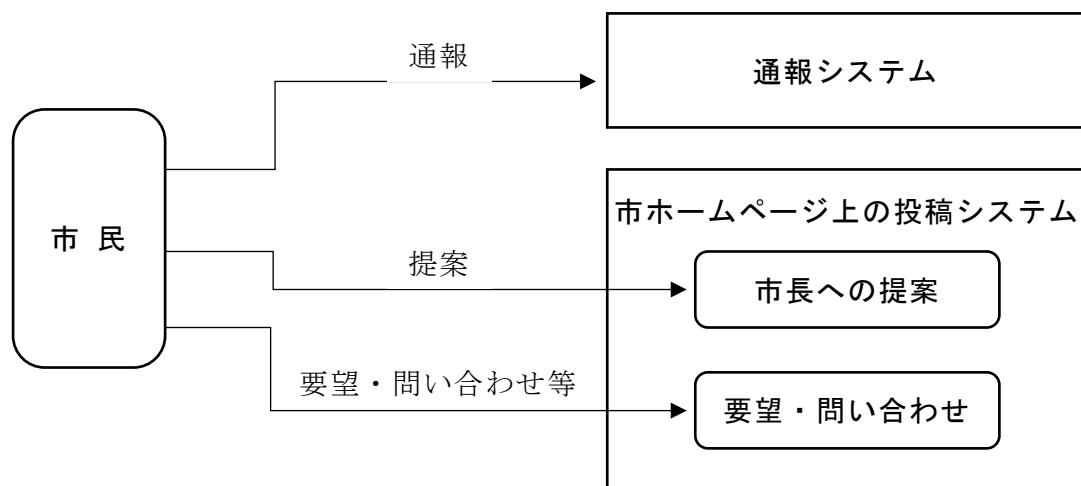 通報
通報システム
市民
市ホームページ上の投稿システム
提案
市長への提案
要望・問い合わせ等
要望・問い合わせ